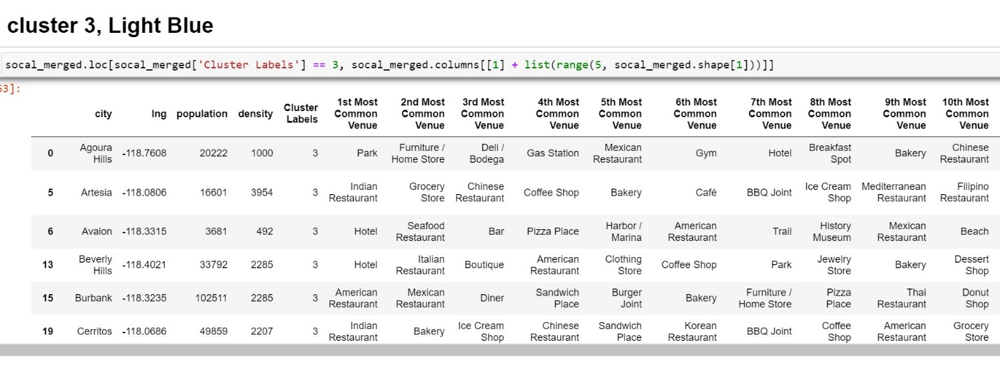 cluster 3, Light Blue
socal_merged.loc[socal_merged['Cluster Labels'] == 3, socal_merged.columns[[1] + list(range(5, socal_merged.shape[1]))]]
53]:
city lng population density Cluster Labels 1st Most Common Venue 2nd Most Common Venue 3rd Most Common Venue 4th Most Common Venue 5th Most Common Venue 6th Most Common Venue 7th Most Common Venue 8th Most Common Venue 9th Most Common Venue 10th Most Common Venue
0 Agoura Hills -118.7608 20222 1000 3 Park Furniture / Home Store Deli / Bodega Gas Station Mexican Restaurant Gym Hotel Breakfast Spot Bakery Chinese Restaurant
5 Artesia -118.0806 16601 3954 3 Indian Restaurant Grocery Store Chinese Restaurant Coffee Shop Bakery Café BBQ Joint Ice Cream Shop Mediterranean Restaurant Filipino Restaurant
6 Avalon -118.3315 3681 492 3 Hotel Seafood Restaurant Bar Pizza Place Harbor / Marina American Restaurant Trail History Museum Mexican Restaurant Beach
13 Beverly Hills -118.4021 33792 2285 3 Hotel Italian Restaurant Boutique American Restaurant Clothing Store Coffee Shop Park Jewelry Store Bakery Dessert Shop
15 Burbank -118.3235 102511 2285 3 American Restaurant Mexican Restaurant Diner Sandwich Place Burger Joint Bakery Furniture / Home Store Pizza Place Thai Restaurant Donut Shop
19 Cerritos -118.0686 49859 2207 3 Indian Restaurant Bakery Ice Cream Shop Chinese Restaurant Sandwich Place Korean Restaurant BBQ Joint Coffee Shop American Restaurant Grocery Store